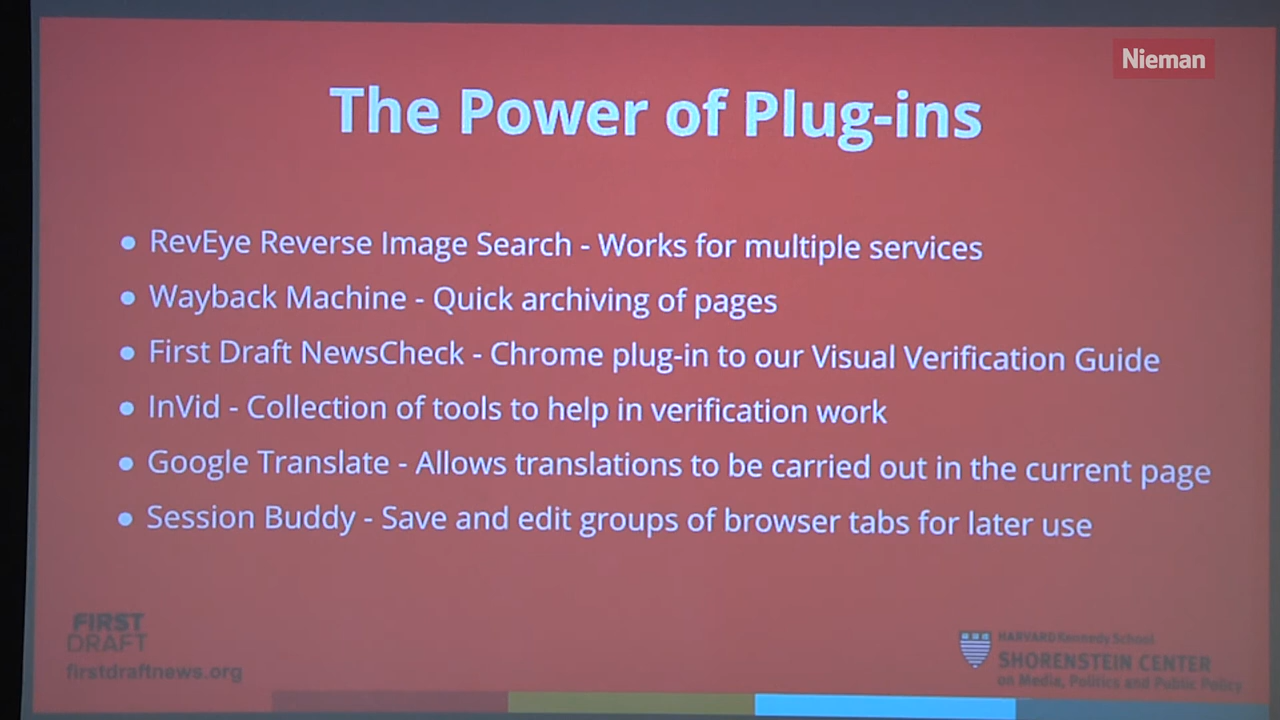 Nieman
The Power of Plug-ins
• RevEye Reverse Image Search - Works for multiple services
• Wayback Machine - Quick archiving of pages
• First Draft NewsCheck - Chrome plug-in to our Visual Verification Guide
• InVid - Collection of tools to help in verification work
• Google Translate - Allows translations to be carried out in the current page
• Session Buddy - Save and edit groups of browser tabs for later use
FIRST
DRAFT
firstdraftnews.org
HARVARD Kennedy School
SHORENSTEIN CENTER
on Media, Politics and Public Policy